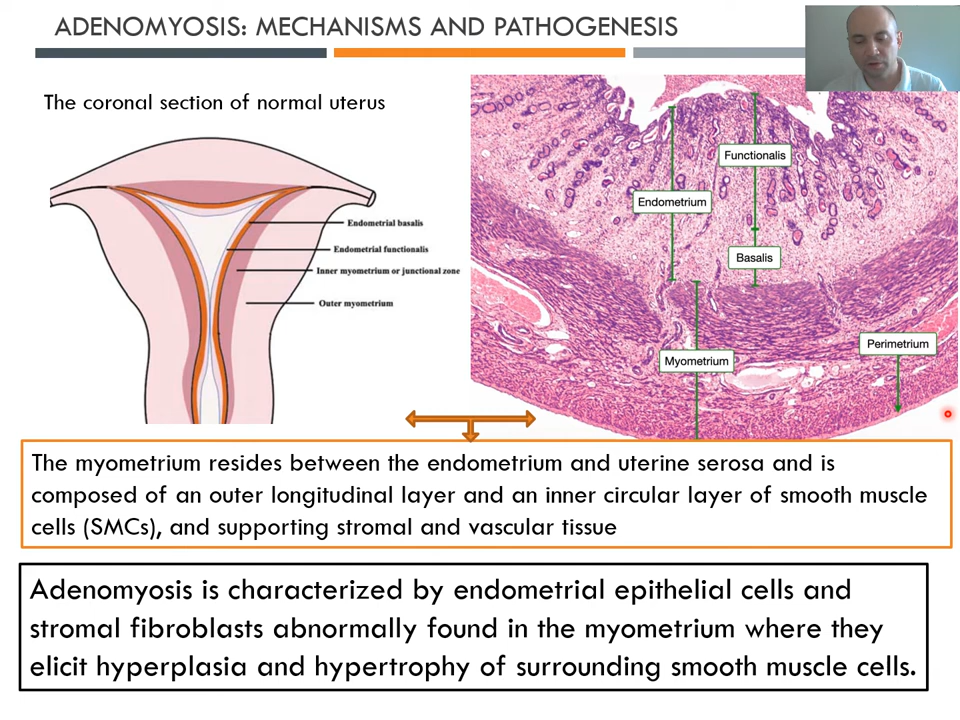 ADENOMYOSIS: MECHANISMS AND PATHOGENESIS
The coronal section of normal uterus
Endometrial basalis
Endometrial functionalis
Inner myometrium or junctional zone
Outer myometrium
Functionalis
Endometrium
Basalis
Perimetrium
Myometrium
The myometrium resides between the endometrium and uterine serosa and is
composed of an outer longitudinal layer and an inner circular layer of smooth muscle
cells (SMCs), and supporting stromal and vascular tissue
Adenomyosis is characterized by endometrial epithelial cells and
stromal fibroblasts abnormally found in the myometrium where they
elicit hyperplasia and hypertrophy of surrounding smooth muscle cells.